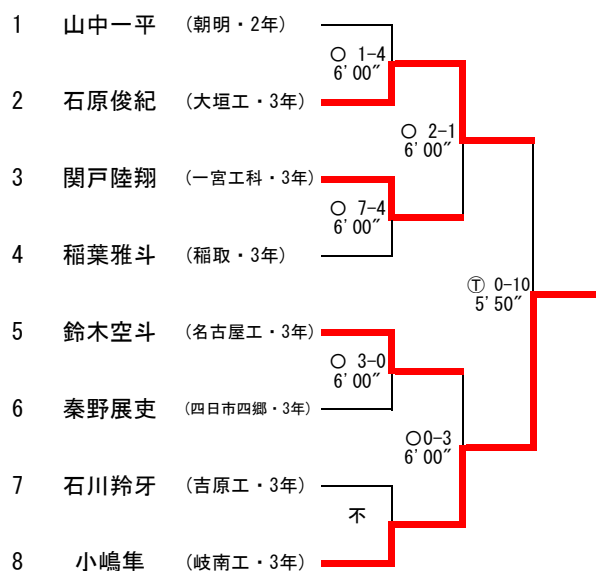 1 山中一平 (朝明・2年)
○ 1-4
6'00"
2 石原俊紀 (大垣工・3年)
○ 2-1
6'00"
3 関戸陸翔 (一宮工科・3年)
○ 7-4
6'00"
4 稲葉雅斗 (稲取・3年)
Ⓣ 0-10
5'50"
5 鈴木空斗 (名古屋工・3年)
○ 3-0
6'00"
6 秦野展吏 (四日市四郷・3年)
○0-3
6'00"
7 石川羚牙 (吉原工・3年)
不
8 小嶋隼 (岐南工・3年)